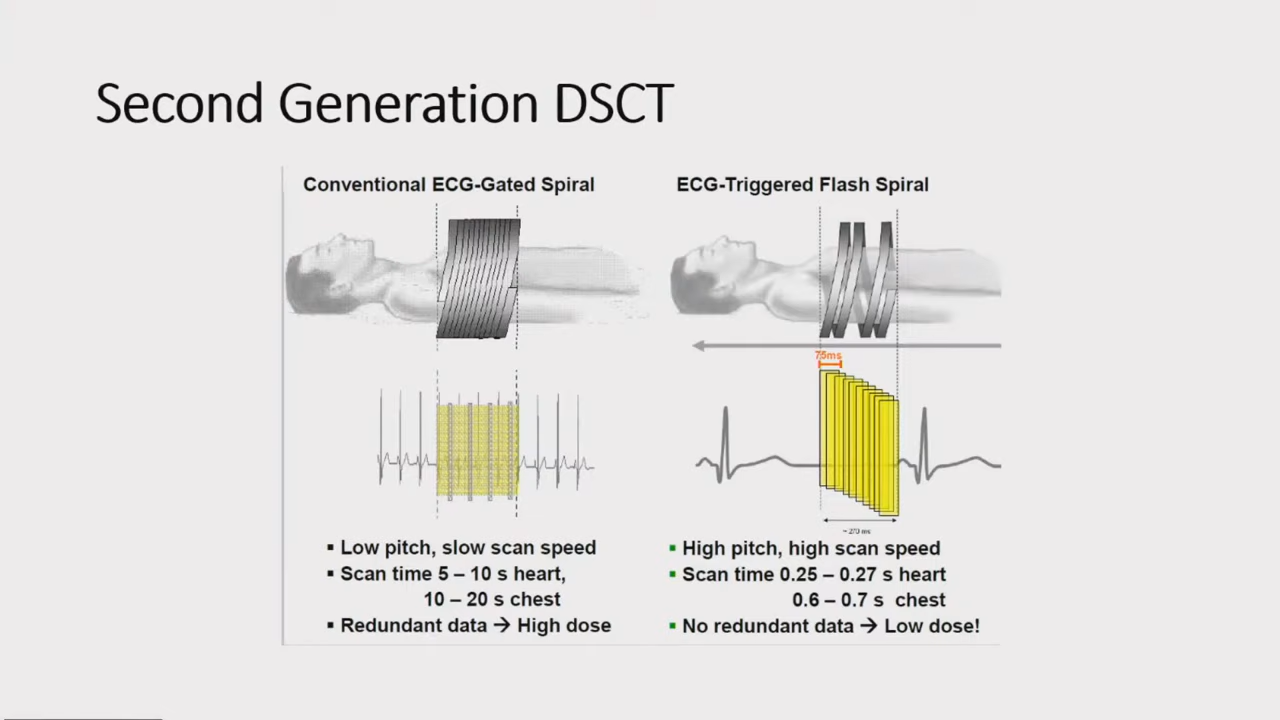 Second Generation DSCT
Conventional ECG-Gated Spiral
▪ Low pitch, slow scan speed
▪ Scan time 5 – 10 s heart,
10 – 20 s chest
▪ Redundant data → High dose
ECG-Triggered Flash Spiral
75ms
~ 270 ms
▪ High pitch, high scan speed
▪ Scan time 0.25 – 0.27 s heart
0.6 – 0.7 s chest
▪ No redundant data → Low dose!